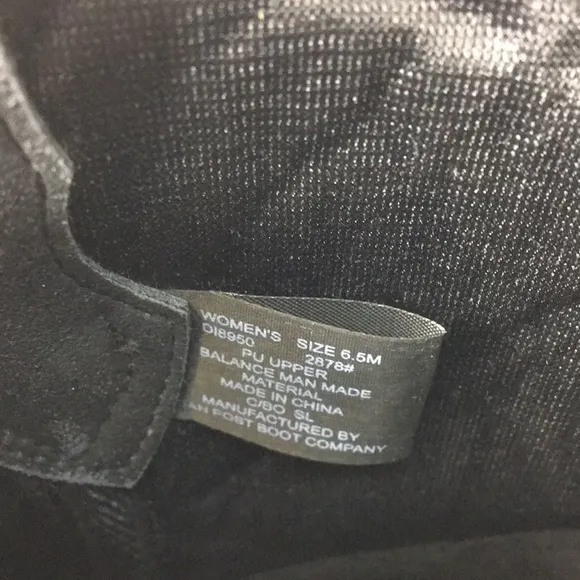 WOMEN'S SIZE 6.5M
DI8950 2878#
PU UPPER
BALANCE MAN MADE
MATERIAL
MADE IN CHINA
C/BO SL
MANUFACTURED BY
POST BOOT COMPANY